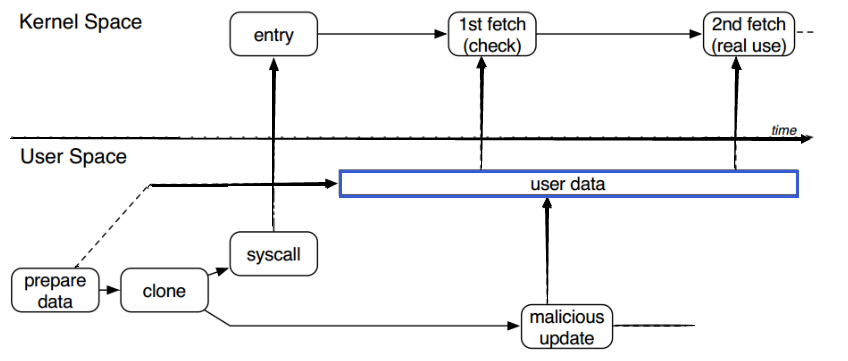 Kernel Space
entry
1st fetch
(check)
2nd fetch
(real use)
time
User Space
user data
syscall
prepare
data
clone
malicious
update